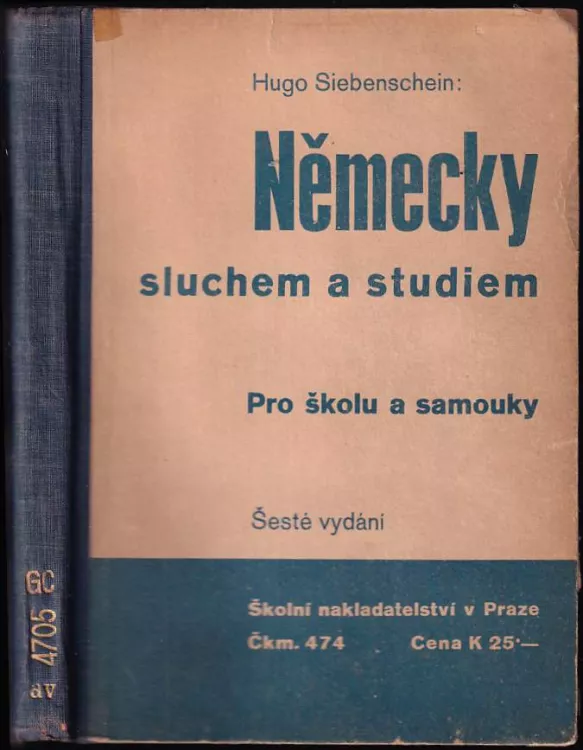 Hugo Siebenschein:
Německy
sluchem a studiem
Pro školu a samouky
Šesté vydání
Školní nakladatelství v Praze
Čkm. 474 Cena K 25·—
GC
4705
av